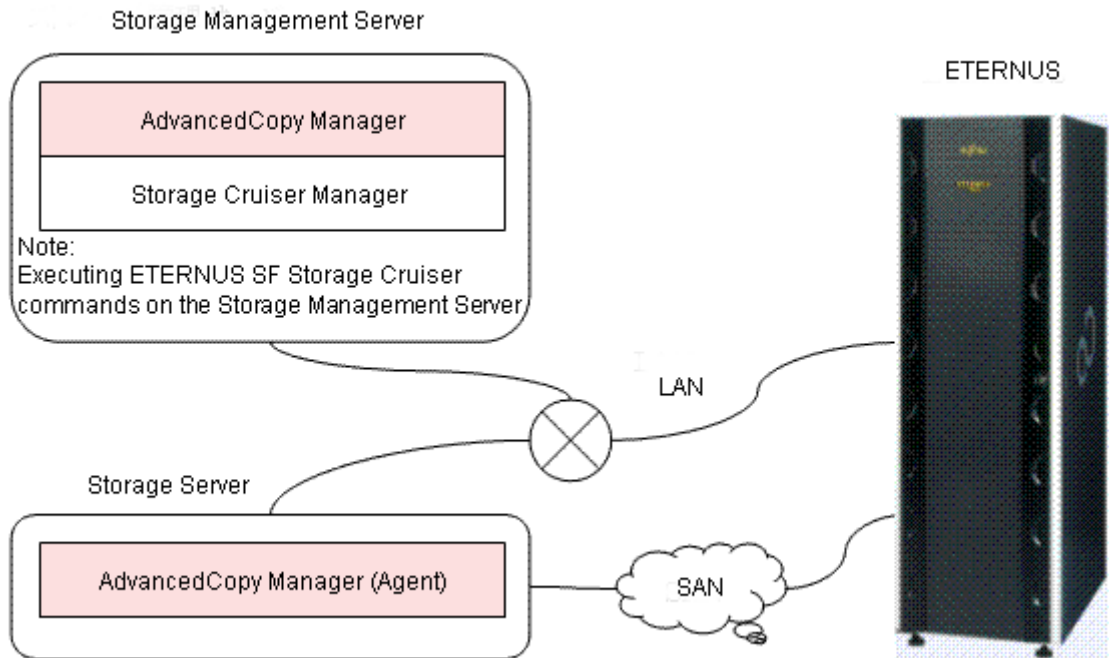 Storage Management Server
ETERNUS
AdvancedCopy Manager
Storage Cruiser Manager
Note:
Executing ETERNUS SF Storage Cruiser
commands on the Storage Management Server
LAN
Storage Server
AdvancedCopy Manager (Agent)
SAN